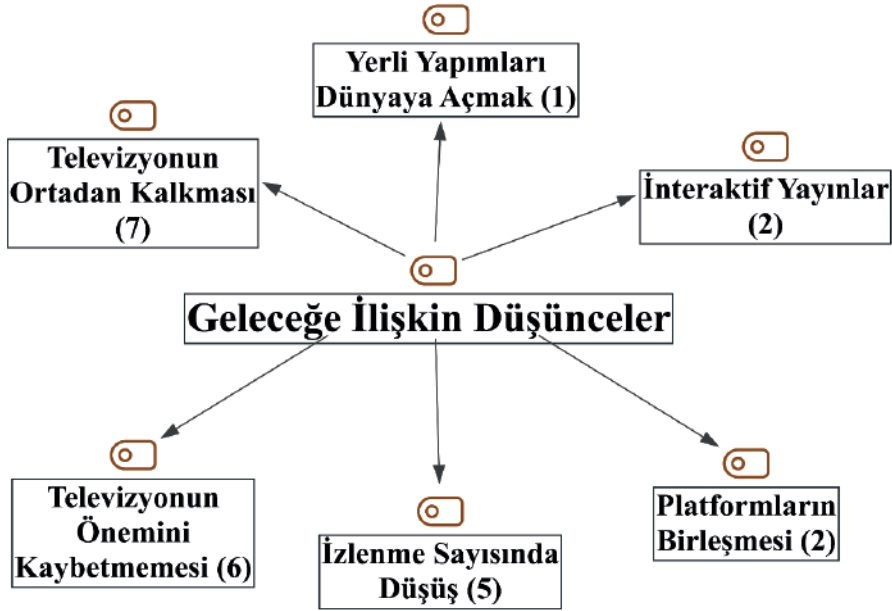 Yerli Yapımları
Dünyaya Açmak (1)
Televizyonun
Ortadan Kalkması
(7)
İnteraktif Yayınlar
(2)
Geleceğe İlişkin Düşünceler
Televizyonun
Önemini
Kaybetmemesi (6)
İzlenme Sayısında
Düşüş (5)
Platformların
Birleşmesi (2)